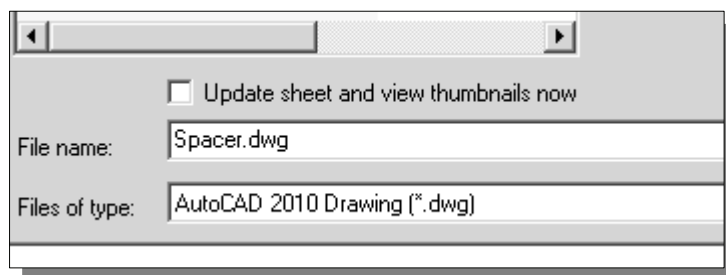 Update sheet and view thumbnails now
File name: Spacer.dwg
Files of type: AutoCAD 2010 Drawing (*.dwg)